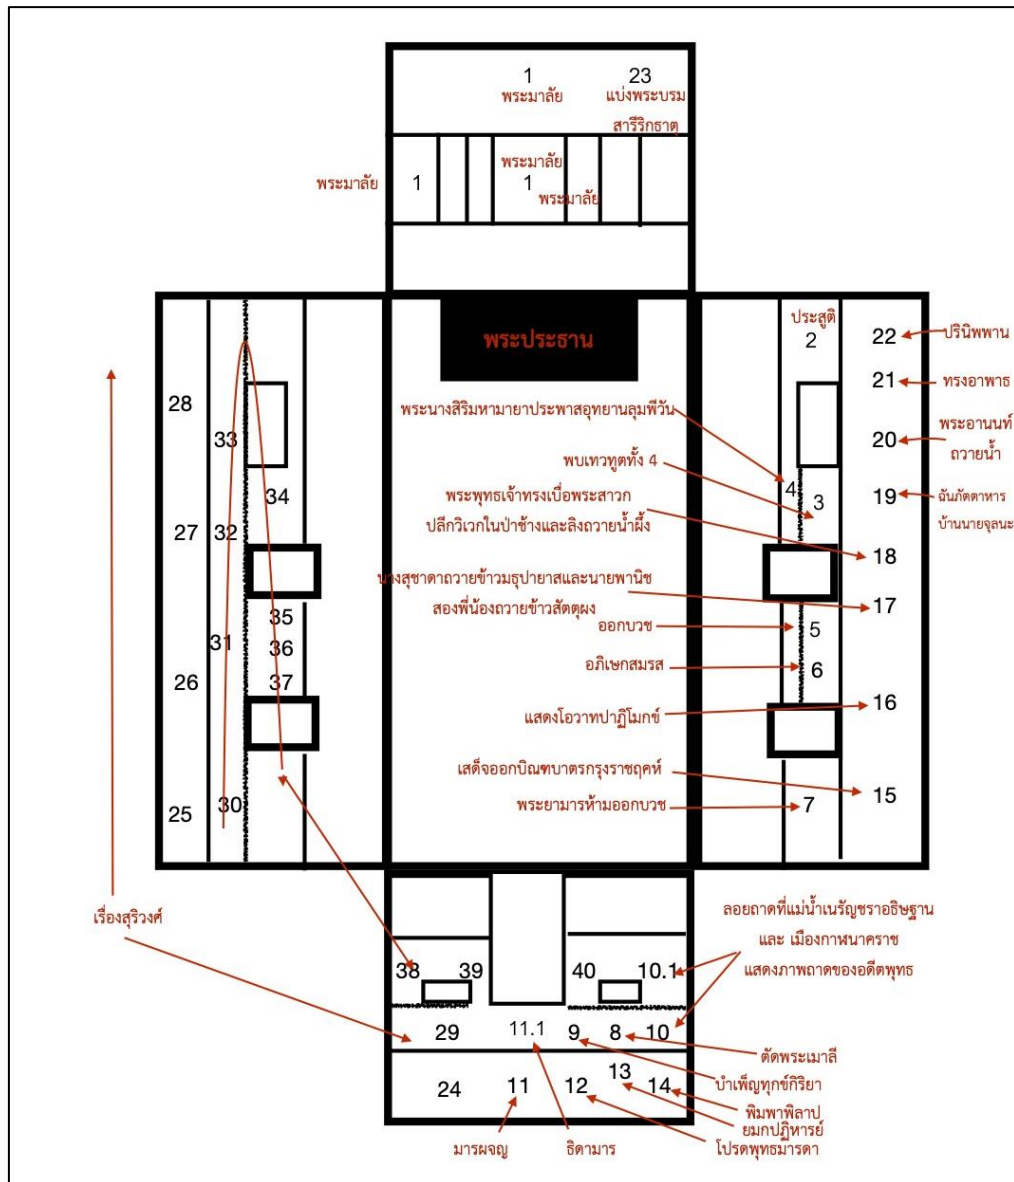 1 23
พระมาลัย แบ่งพระบรม
สารีริกธาตุ
พระมาลัย
พระมาลัย 1 1
พระมาลัย
พระประธาน
ประสูติ
2
22 ปรินิพพาน
21 ทรงอาพาธ
พระนางสิริมหามายาประพาสอุทยานลุมพีวัน
20 พระอานนท์
ถวายน้ำ
พบเทวทูตทั้ง 4
4 3
19 ฉันภัตตาหาร
บ้านนายจุลนะ
พระพุทธเจ้าทรงเบื่อพระสาวก
ปลีกวิเวกในป่าช้างและลิงถวายน้ำผึ้ง
18
นางสุชาดาถวายข้าวมธุปายาสและนายพานิช
สองพี่น้องถวายข้าวสัตตุผง
17
ออกบวช 5
อภิเษกสมรส 6
แสดงโอวาทปาฏิโมกข์ 16
เสด็จออกบิณฑบาตรกรุงราชฤคห์ 15
พระยามารห้ามออกบวช 7
28
33
34
27 32
35
31 36
26 37
25 30
เรื่องสุริวงศ์
ลอยถาดที่แม่น้ำเนรัญชราอธิษฐาน
และ เมืองกาฬนาคราช
แสดงภาพถาดของอดีตพุทธ
38 39 40 10.1
29 11.1 9 8 10
ตัดพระเมาลี
บำเพ็ญทุกข์กิริยา
24 11 12 13 14
พิมพาพิลาป
ยมกปฏิหารย์
มารผจญ ธิดามาร โปรดพุทธมารดา